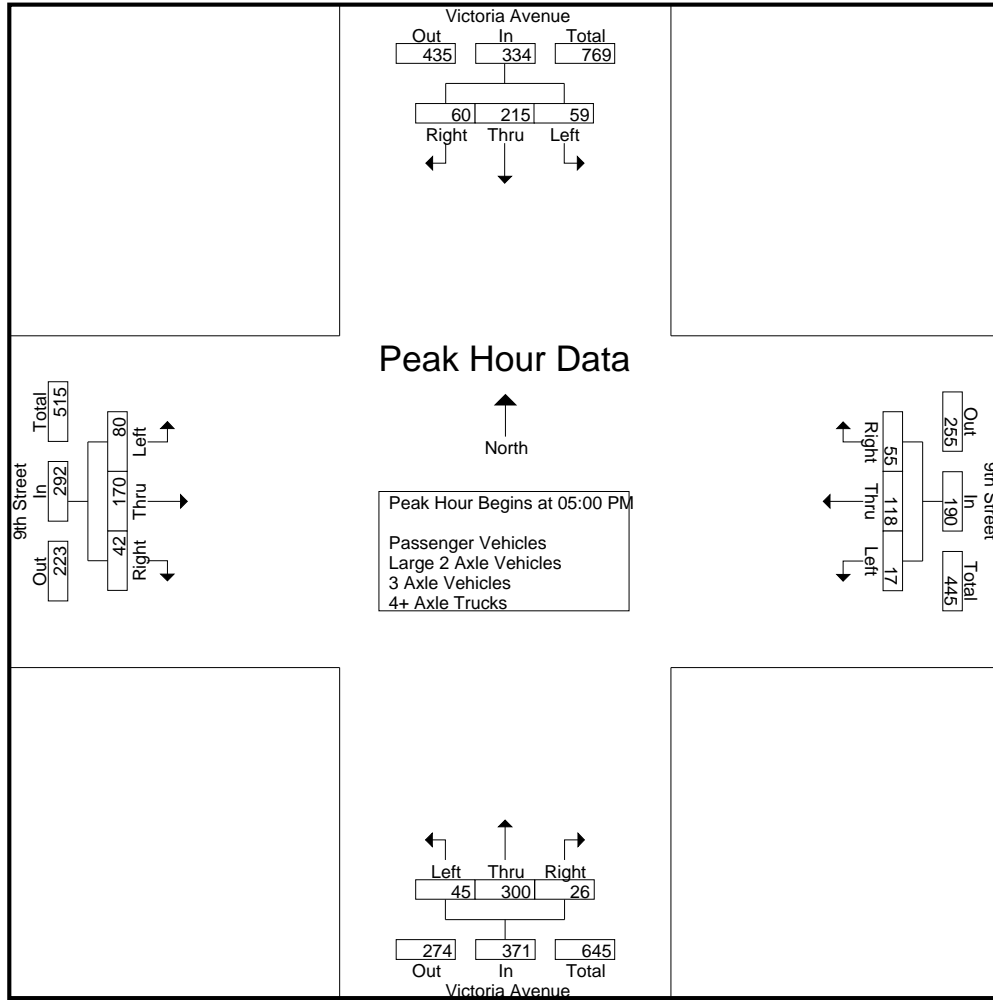 Victoria Avenue
Out In Total
435 334 769
60 215 59
Right Thru Left
Peak Hour Data
North
Peak Hour Begins at 05:00 PM
Passenger Vehicles
Large 2 Axle Vehicles
3 Axle Vehicles
4+ Axle Trucks
9th Street
Out In Total
223 292 515
42 170 80
Right Thru Left
9th Street
Out In Total
255 190 445
55 118 17
Right Thru Left
Left Thru Right
45 300 26
274 371 645
Out In Total
Victoria Avenue